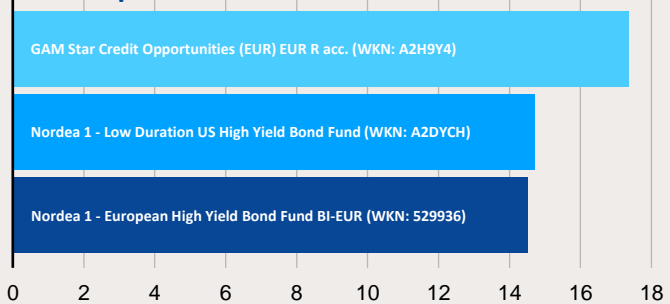 GAM Star Credit Opportunities (EUR) EUR R acc. (WKN: A2H9Y4)
Nordea 1 - Low Duration US High Yield Bond Fund (WKN: A2DYCH)
Nordea 1 - European High Yield Bond Fund BI-EUR (WKN: 529936)
0 2 4 6 8 10 12 14 16 18